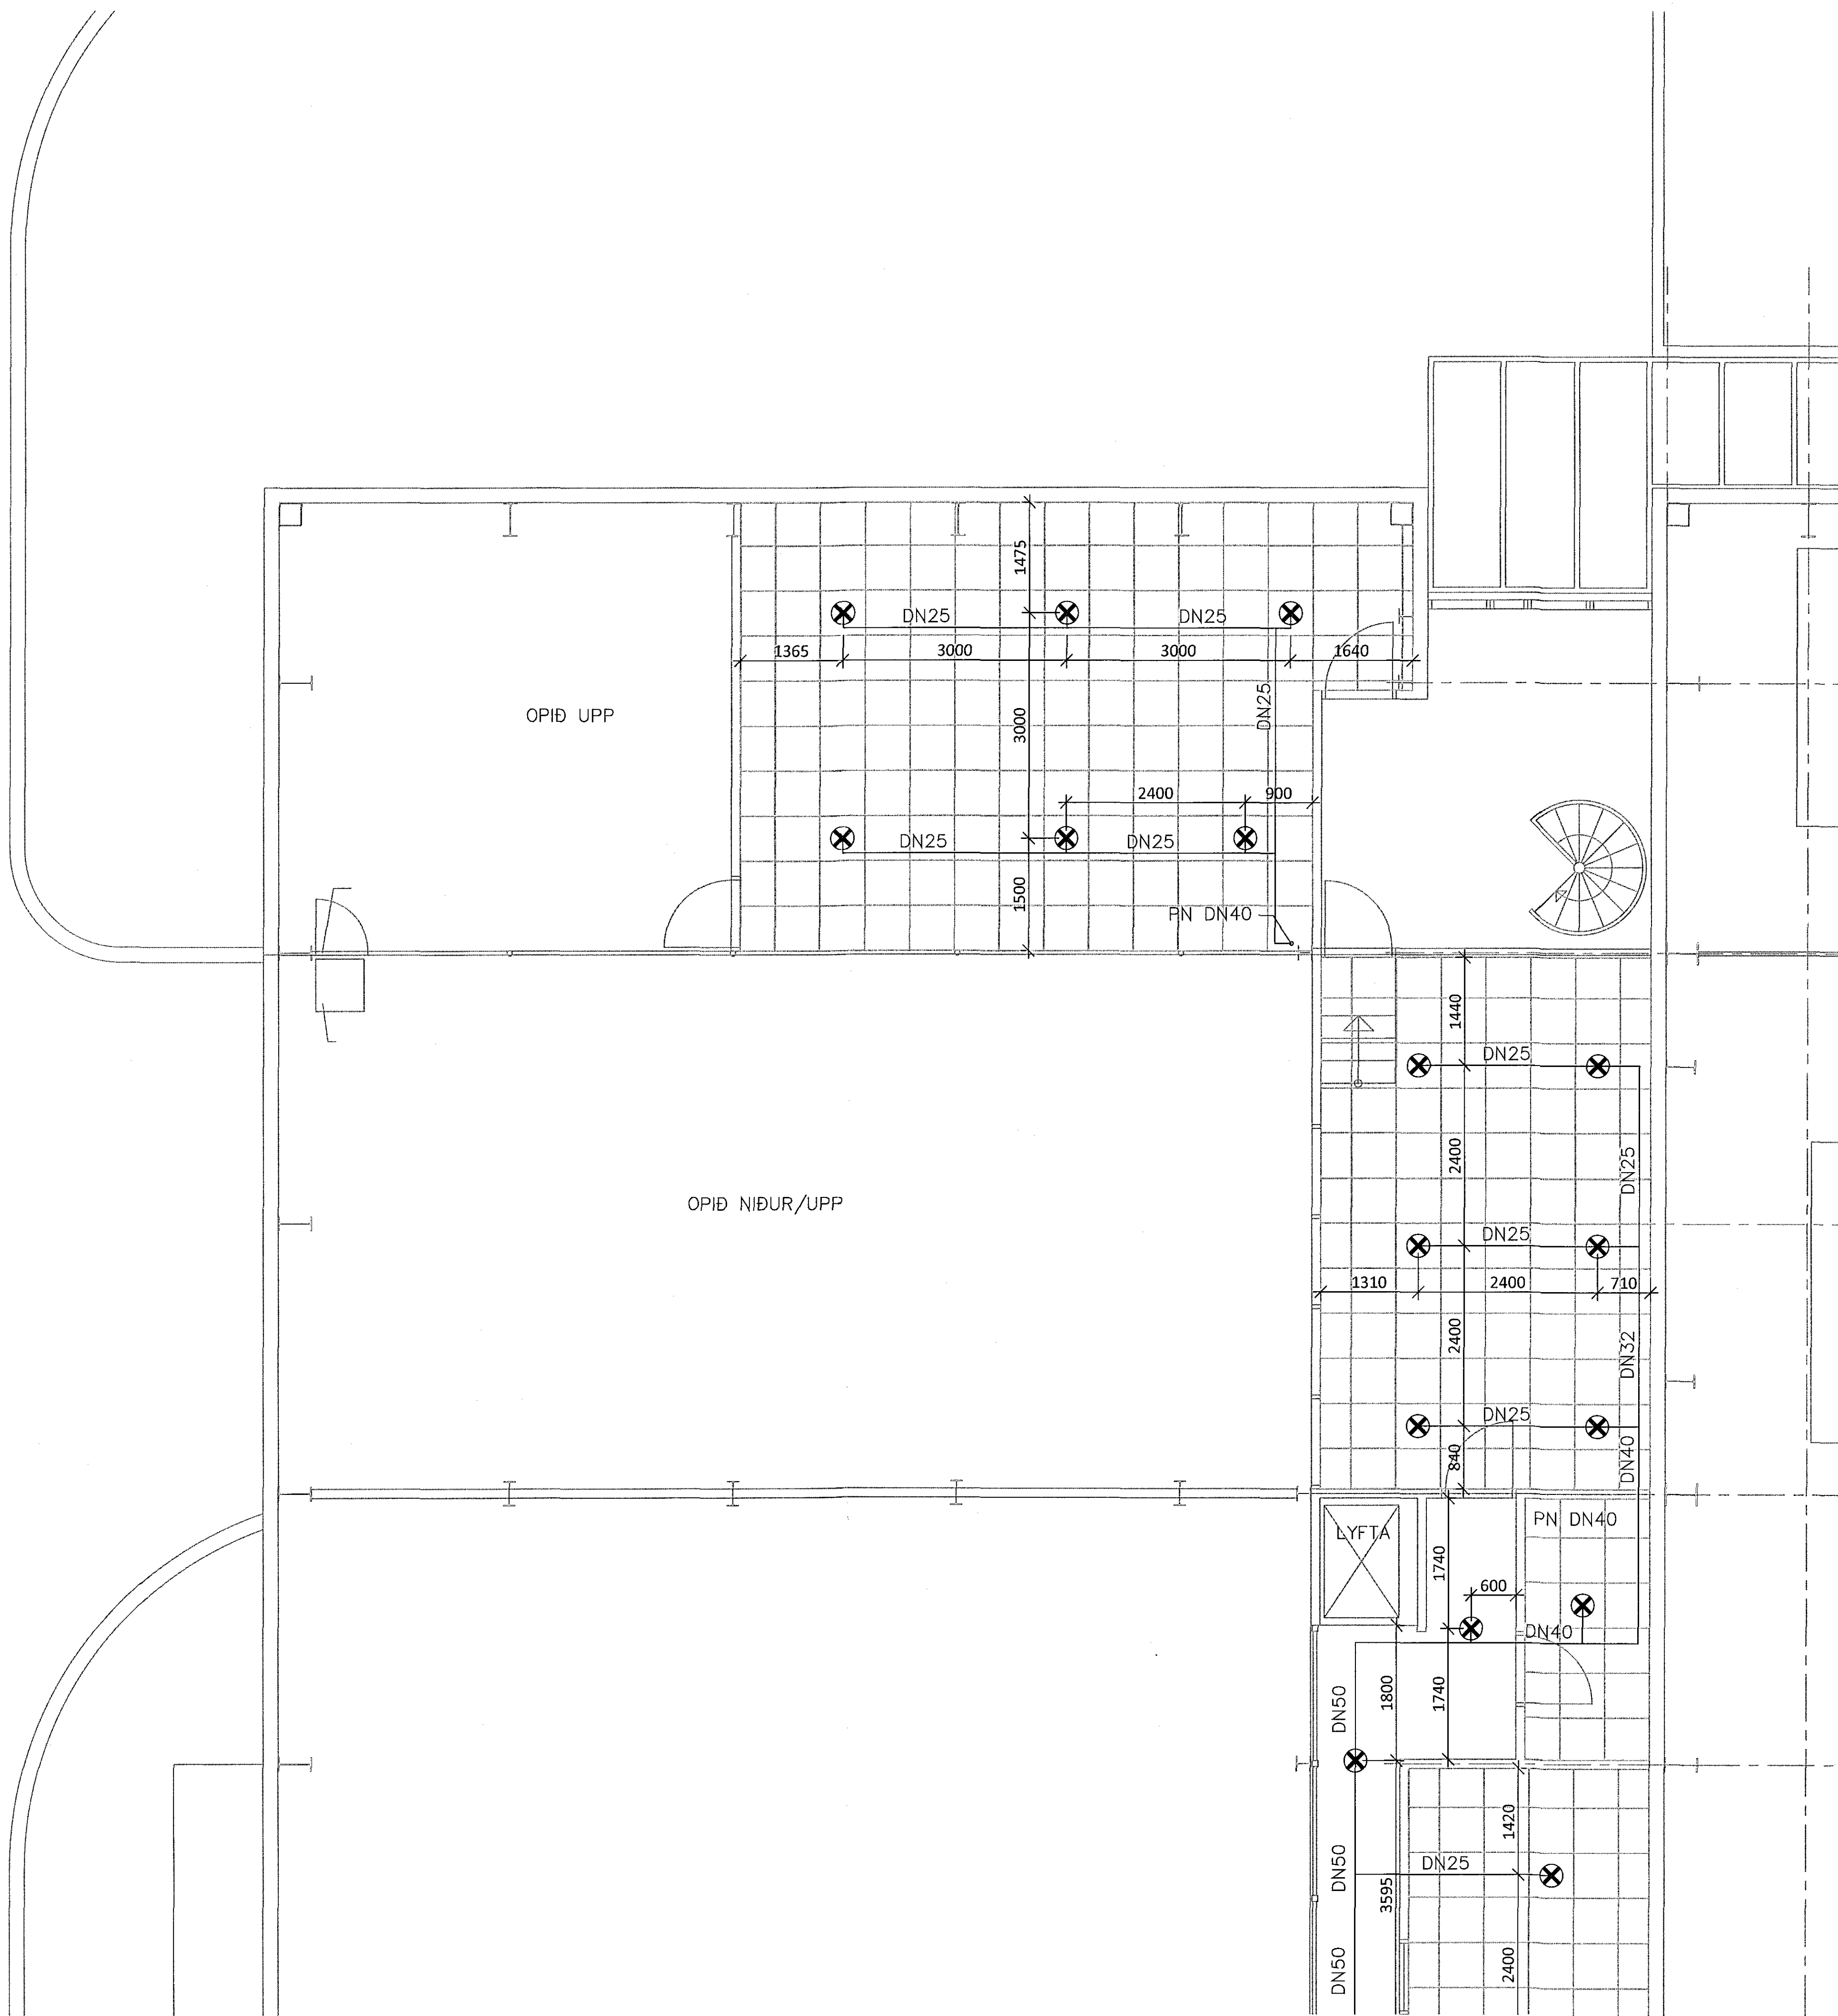 1475
DN25
DN25
1365
3000
3000
1640
DN25
OPIÐ UPP
3000
2400
900
DN25
DN25
1500
PN DN40
1440
DN25
2400
DN25
OPIÐ NIÐUR/UPP
DN25
1310
2400
710
2400
DN32
DN25
840
DN40
LYFTA
PN DN40
1740
600
DN40
DN50
1800
1740
1420
DN50
DN25
3595
DN50
2400